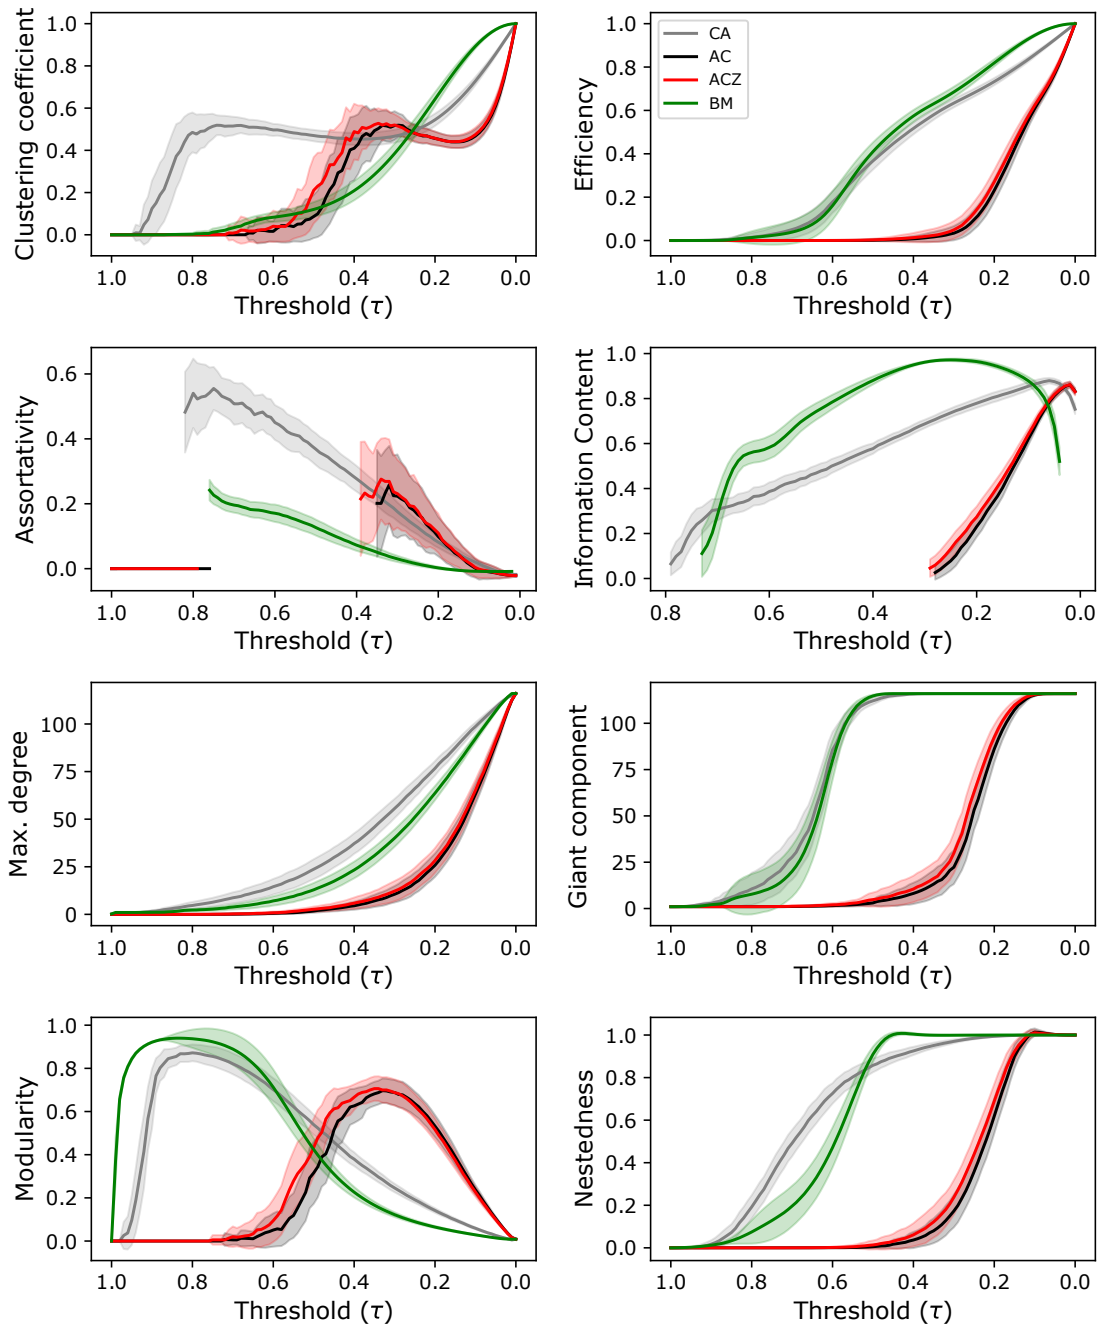 Clustering coefficient
1.0
0.8
0.6
0.4
0.2
0.0
1.0 0.8 0.6 0.4 0.2 0.0
Threshold (τ)
Efficiency
1.0
0.8
0.6
0.4
0.2
0.0
CA
AC
ACZ
BM
1.0 0.8 0.6 0.4 0.2 0.0
Threshold (τ)
Assortativity
0.6
0.4
0.2
0.0
1.0 0.8 0.6 0.4 0.2 0.0
Threshold (τ)
Information Content
1.0
0.8
0.6
0.4
0.2
0.0
0.8 0.6 0.4 0.2 0.0
Threshold (τ)
Max. degree
100
75
50
25
0
1.0 0.8 0.6 0.4 0.2 0.0
Threshold (τ)
Giant component
100
75
50
25
0
1.0 0.8 0.6 0.4 0.2 0.0
Threshold (τ)
Modularity
1.0
0.8
0.6
0.4
0.2
0.0
1.0 0.8 0.6 0.4 0.2 0.0
Threshold (τ)
Nestedness
1.0
0.8
0.6
0.4
0.2
0.0
1.0 0.8 0.6 0.4 0.2 0.0
Threshold (τ)